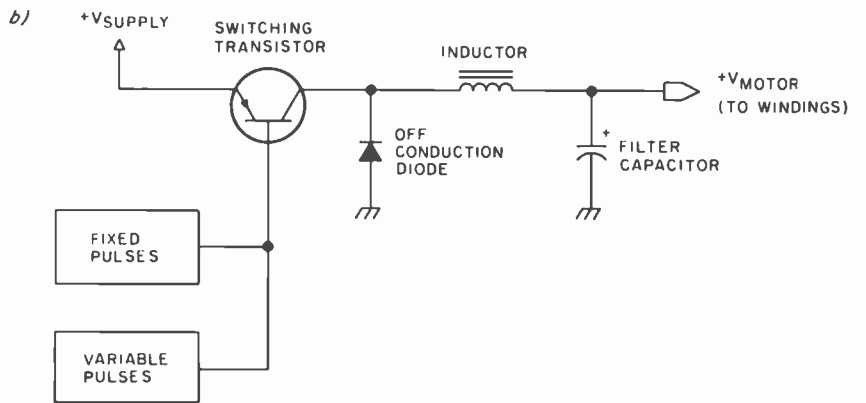 b)
+VSUPPLY
SWITCHING
TRANSISTOR
INDUCTOR
+VMOTOR
(TO WINDINGS)
OFF
CONDUCTION
DIODE
+
FILTER
CAPACITOR
FIXED
PULSES
VARIABLE
PULSES